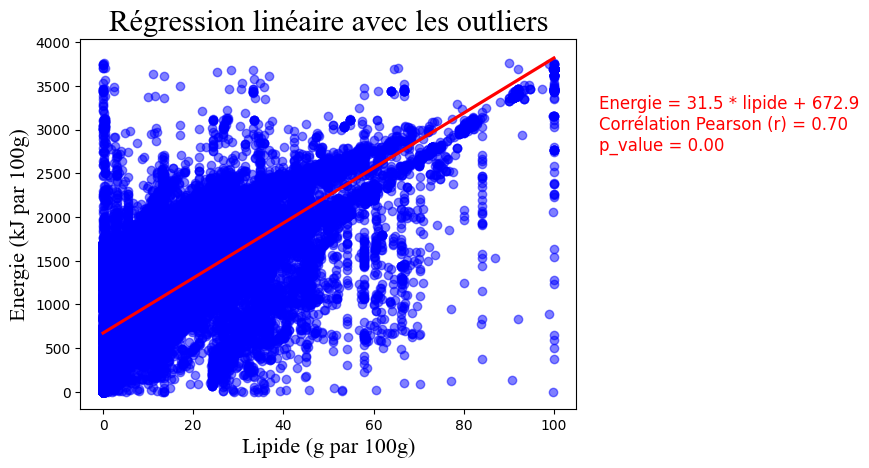 Régression linéaire avec les outliers
4000
3500
3000
2500
2000
1500
1000
500
0
Energie (kJ par 100g)
0 20 40 60 80 100
Lipide (g par 100g)
Energie = 31.5 * lipide + 672.9
Corrélation Pearson (r) = 0.70
p_value = 0.00